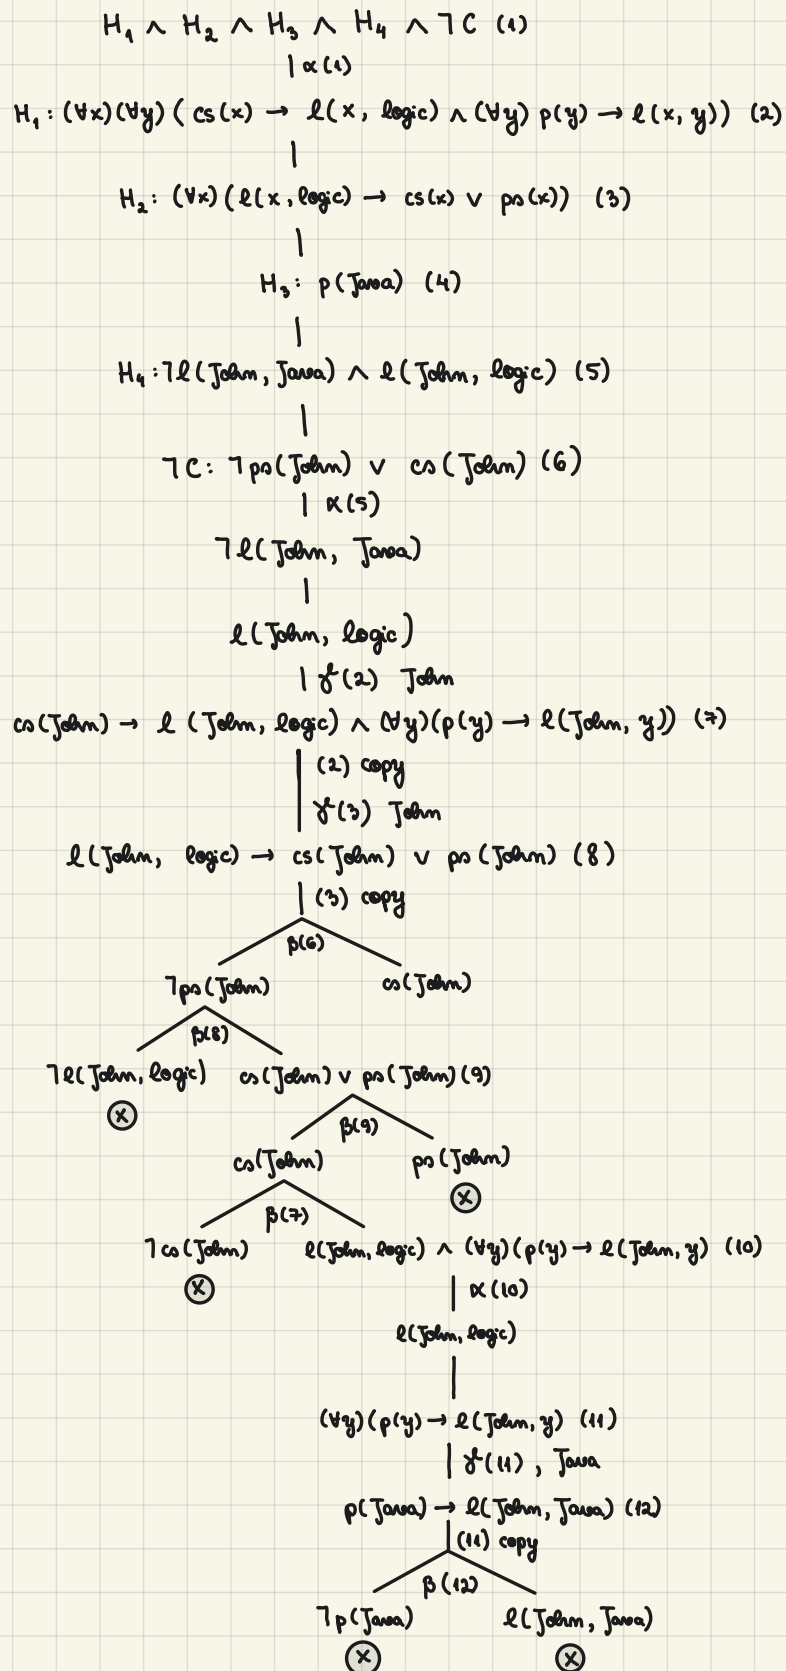 H₁ ∧ H₂ ∧ H₃ ∧ H₄ ∧ ¬C (1)
| α(1)
H₁: (∀x)(∀y)(cs(x) → l(x, logic) ∧ (∀y) p(y) → l(x, y)) (2)
|
H₂: (∀x)(l(x, logic) → cs(x) ∨ ps(x)) (3)
|
H₃: p(Java) (4)
|
H₄: ¬l(John, Java) ∧ l(John, logic) (5)
|
¬C: ¬ps(John) ∨ cs(John) (6)
| α(5)
¬l(John, Java)
|
l(John, logic)
| γ(2) John
cs(John) → l (John, logic) ∧ (∀y)(p(y) → l(John, y)) (7)
(2) copy
γ(3) John
l(John, logic) → cs(John) ∨ ps(John) (8)
| (3) copy
β(6)
¬ps(John) cs(John)
β(8)
¬l(John, logic) cs(John) ∨ ps(John) (9)
ⓧ β(9)
cs(John) ps(John)
β(7) ⓧ
¬cs(John) l(John, logic) ∧ (∀y)(p(y) → l(John, y) (10)
ⓧ | α(10)
l(John, logic)
|
(∀y)(p(y) → l(John, y) (11)
| γ(11), Java
p(Java) → l(John, Java) (12)
| (11) copy
β(12)
¬p(Java) l(John, Java)
ⓧ ⓧ